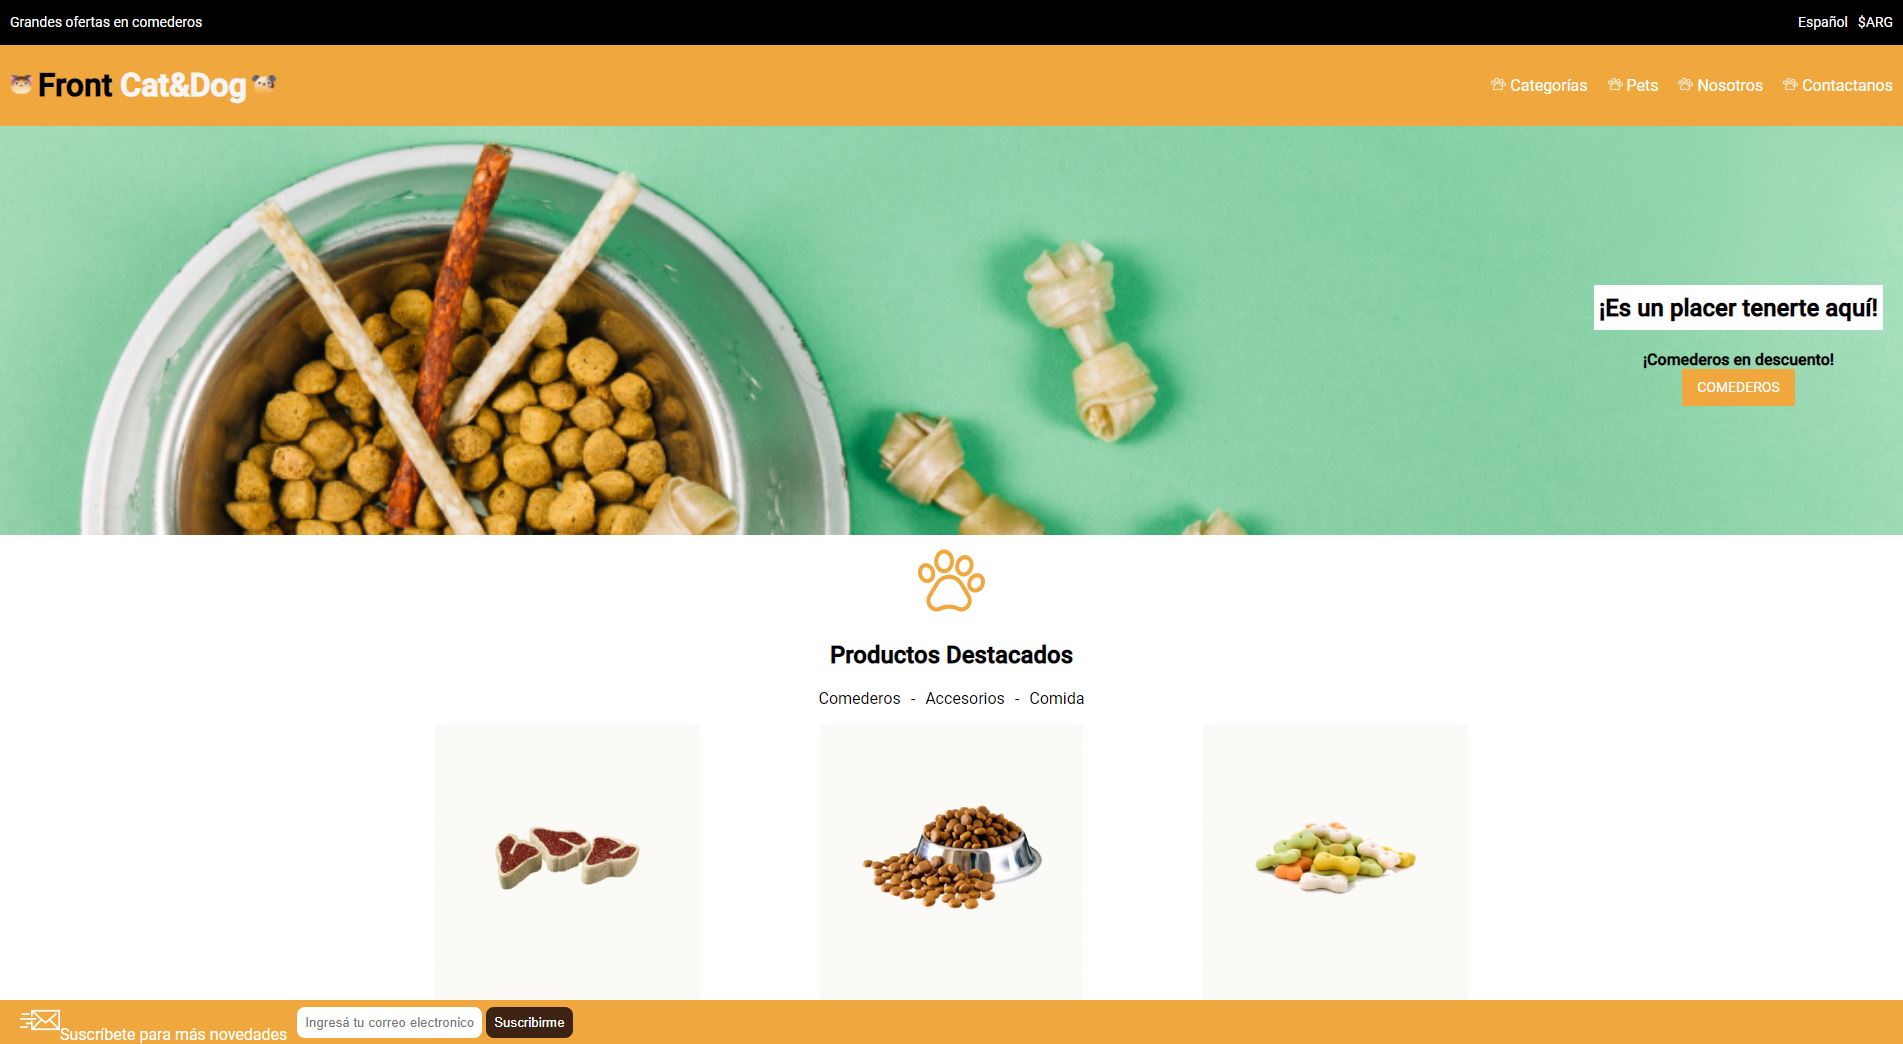 Grandes ofertas en comederos
Español $ARG
Front Cat&Dog
Categorías Pets Nosotros Contactanos
¡Es un placer tenerte aquí!
¡Comederos en descuento!
COMEDEROS
Productos Destacados
Comederos - Accesorios - Comida
Suscríbete para más novedades Ingresá tu correo electronico Suscribirme